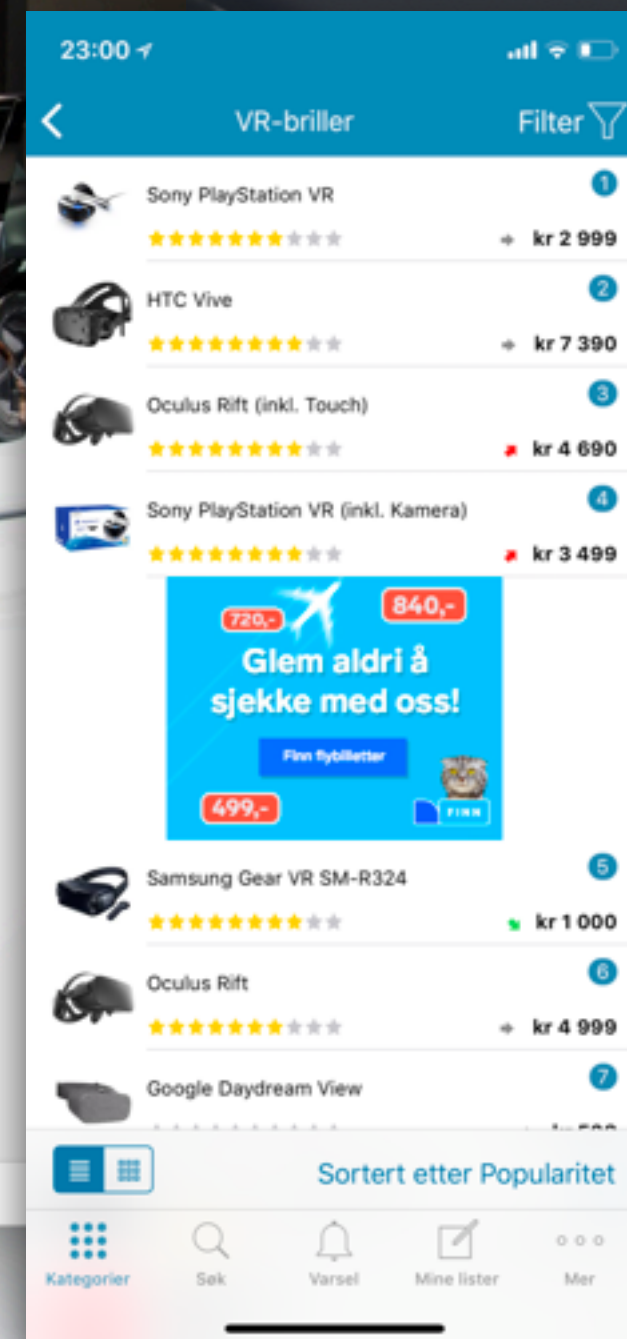 23:00
VR-briller
Filter
1
Sony PlayStation VR
kr 2 999
2
HTC Vive
kr 7 390
3
Oculus Rift (inkl. Touch)
kr 4 690
4
Sony PlayStation VR (inkl. Kamera)
kr 3 499
720,-
840,-
Glem aldri å
sjekke med oss!
Finn flybilletter
499,-
FINN
5
Samsung Gear VR SM-R324
kr 1 000
6
Oculus Rift
kr 4 999
7
Google Daydream View
Sortert etter Popularitet
Kategorier
Søk
Varsel
Mine lister
Mer